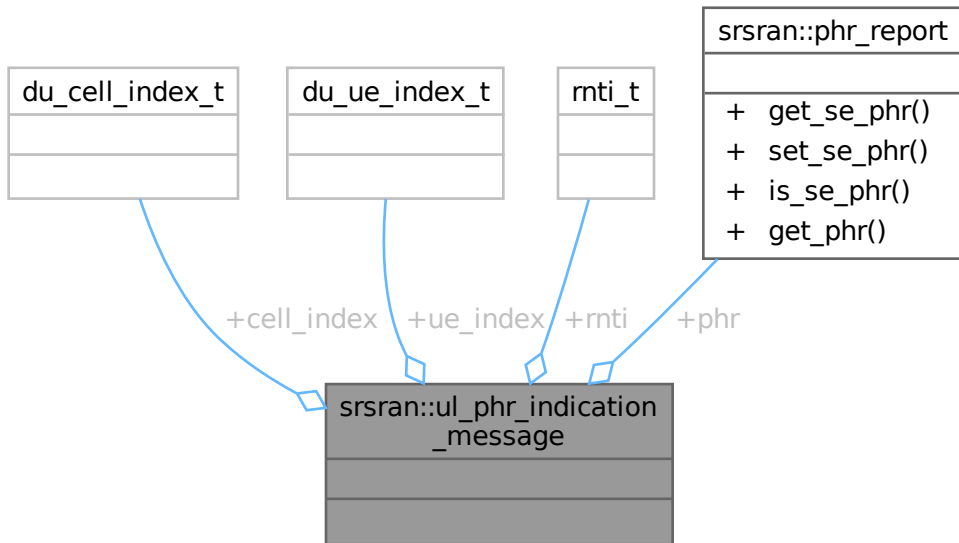 srsran::phr_report
du_cell_index_t
du_ue_index_t
rnti_t
+ get_se_phr()
+ set_se_phr()
+ is_se_phr()
+ get_phr()
+cell_index
+ue_index
+rnti
+phr
srsran::ul_phr_indication
_message